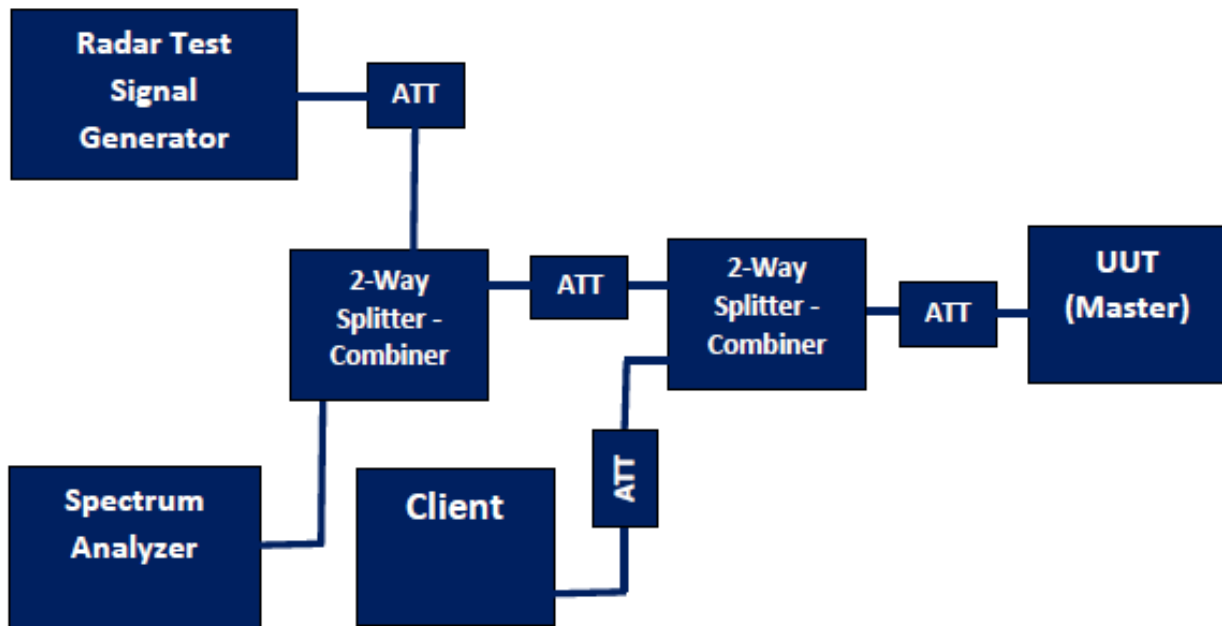 Radar Test
Signal
Generator
ATT
2-Way
Splitter -
Combiner
ATT
2-Way
Splitter -
Combiner
ATT
UUT
(Master)
ATT
Spectrum
Analyzer
Client